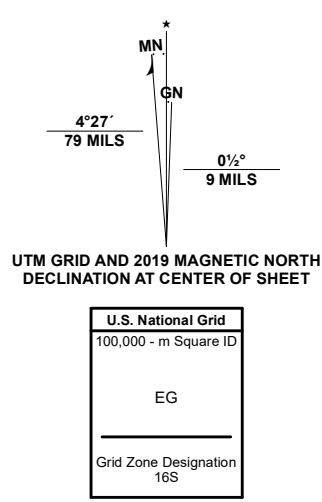 ★
MN
GN
4°27´
79 MILS
0½°
9 MILS
UTM GRID AND 2019 MAGNETIC NORTH
DECLINATION AT CENTER OF SHEET
U.S. National Grid
100,000 - m Square ID
EG
Grid Zone Designation
16S